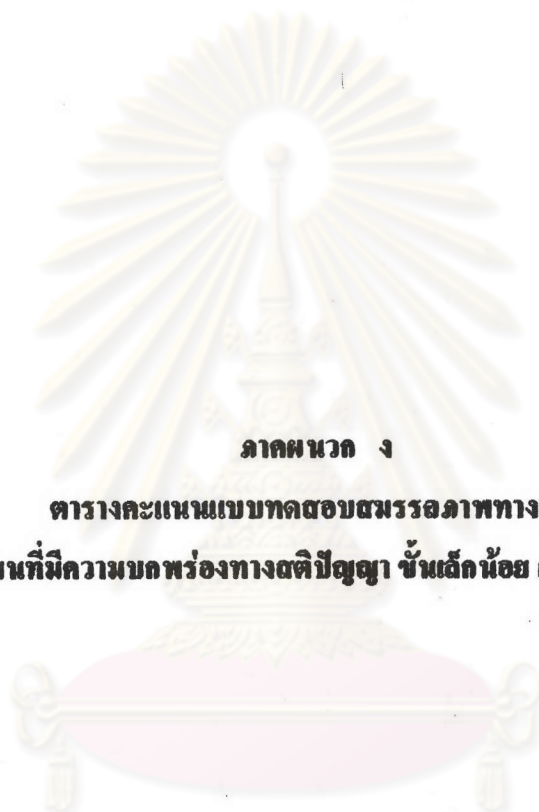 ภาคผนวก ง
ตารางคะแนนแบบทดสอบสมรรถภาพทาง
นที่มีความบกพร่องทางสติปัญญา ขั้นเล็กน้อย